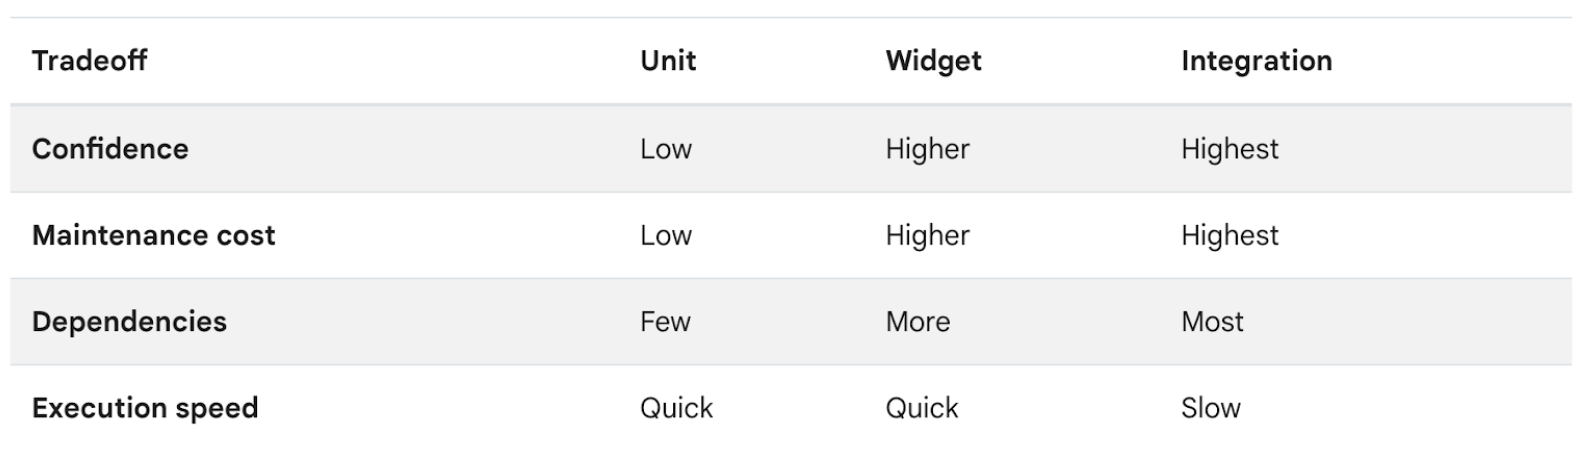 Tradeoff Unit Widget Integration
Confidence Low Higher Highest
Maintenance cost Low Higher Highest
Dependencies Few More Most
Execution speed Quick Quick Slow